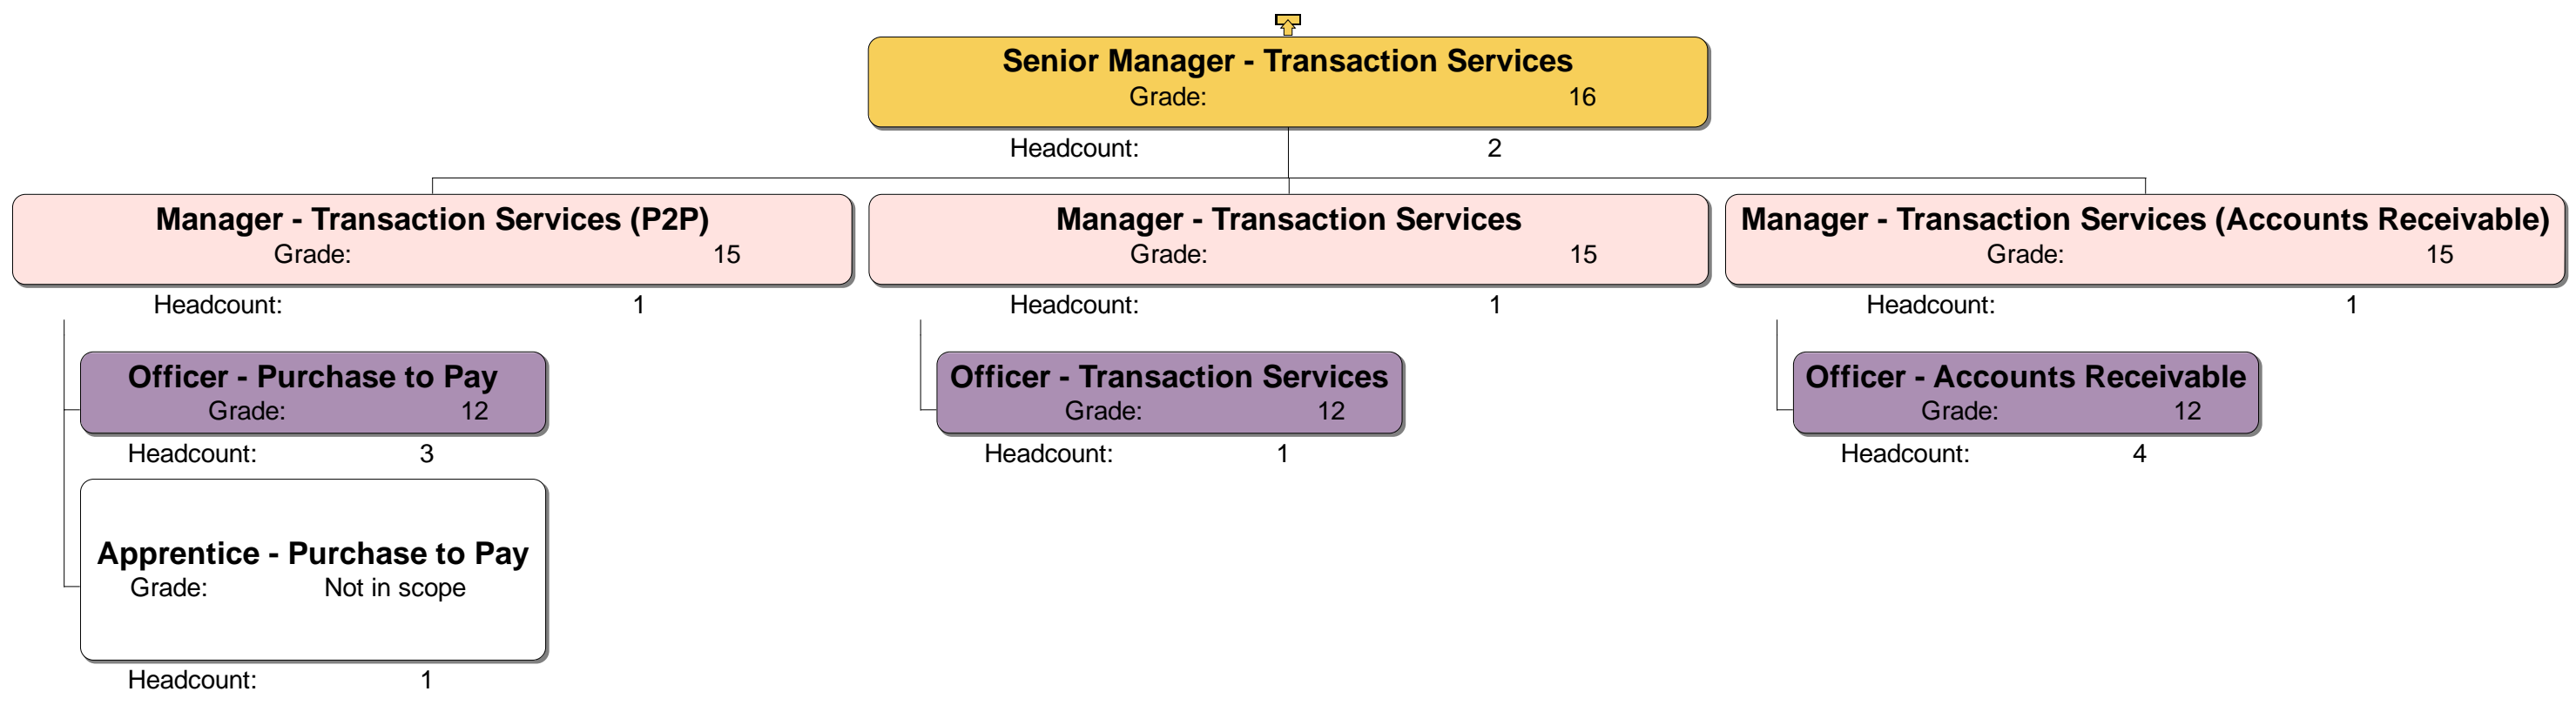 Senior Manager - Transaction Services
Grade: 16
Headcount: 2
Manager - Transaction Services (P2P)
Grade: 15
Headcount: 1
Officer - Purchase to Pay
Grade: 12
Headcount: 3
Apprentice - Purchase to Pay
Grade: Not in scope
Headcount: 1
Manager - Transaction Services
Grade: 15
Headcount: 1
Officer - Transaction Services
Grade: 12
Headcount: 1
Manager - Transaction Services (Accounts Receivable)
Grade: 15
Headcount: 1
Officer - Accounts Receivable
Grade: 12
Headcount: 4